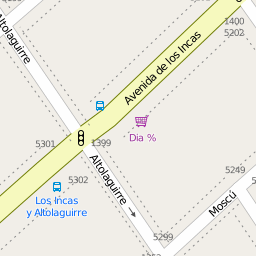 Altolaguirre
Avenida de los Incas
1400
5202
Dia %
5301
1399
Altolaguirre
5302
Los Incas
y Altolaguirre
5249
Moscú
5299